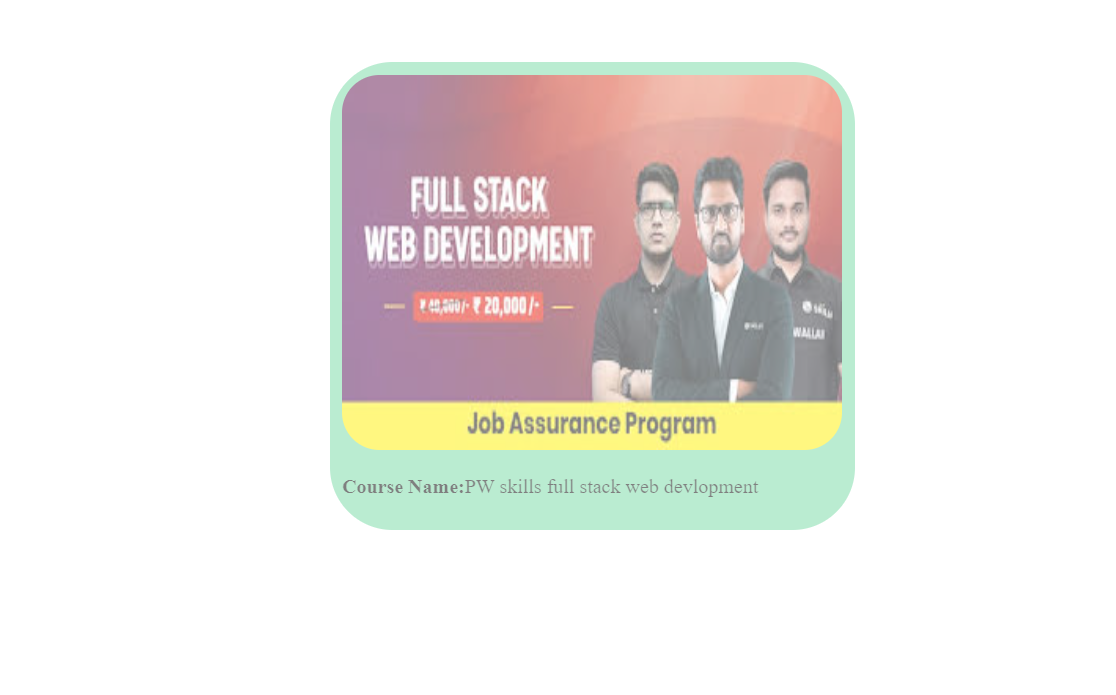 FULL STACK
WEB DEVELOPMENT
₹ 40,000/- ₹ 20,000/-
WALLAH
Job Assurance Program
Course Name:PW skills full stack web devlopment